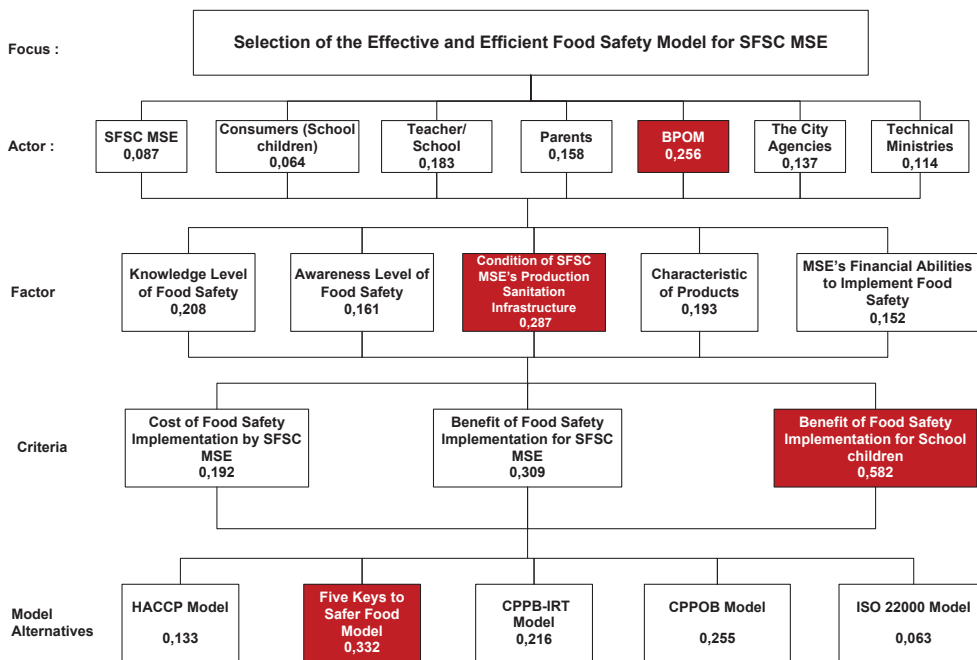 Focus :
Selection of the Effective and Efficient Food Safety Model for SFSC MSE
Actor :
SFSC MSE
0,087
Consumers (School
children)
0,064
Teacher/
School
0,183
Parents
0,158
BPOM
0,256
The City
Agencies
0,137
Technical
Ministries
0,114
Factor
Knowledge Level
of Food Safety
0,208
Awareness Level of
Food Safety
0,161
Condition of SFSC
MSE's Production
Sanitation
Infrastructure
0,287
Characteristic
of Products
0,193
MSE's Financial Abilities
to Implement Food
Safety
0,152
Criteria
Cost of Food Safety
Implementation by SFSC
MSE
0,192
Benefit of Food Safety
Implementation for SFSC
MSE
0,309
Benefit of Food Safety
Implementation for School
children
0,582
Model
Alternatives
HACCP Model
0,133
Five Keys to
Safer Food
Model
0,332
CPPB-IRT
Model
0,216
CPPOB Model
0,255
ISO 22000 Model
0,063